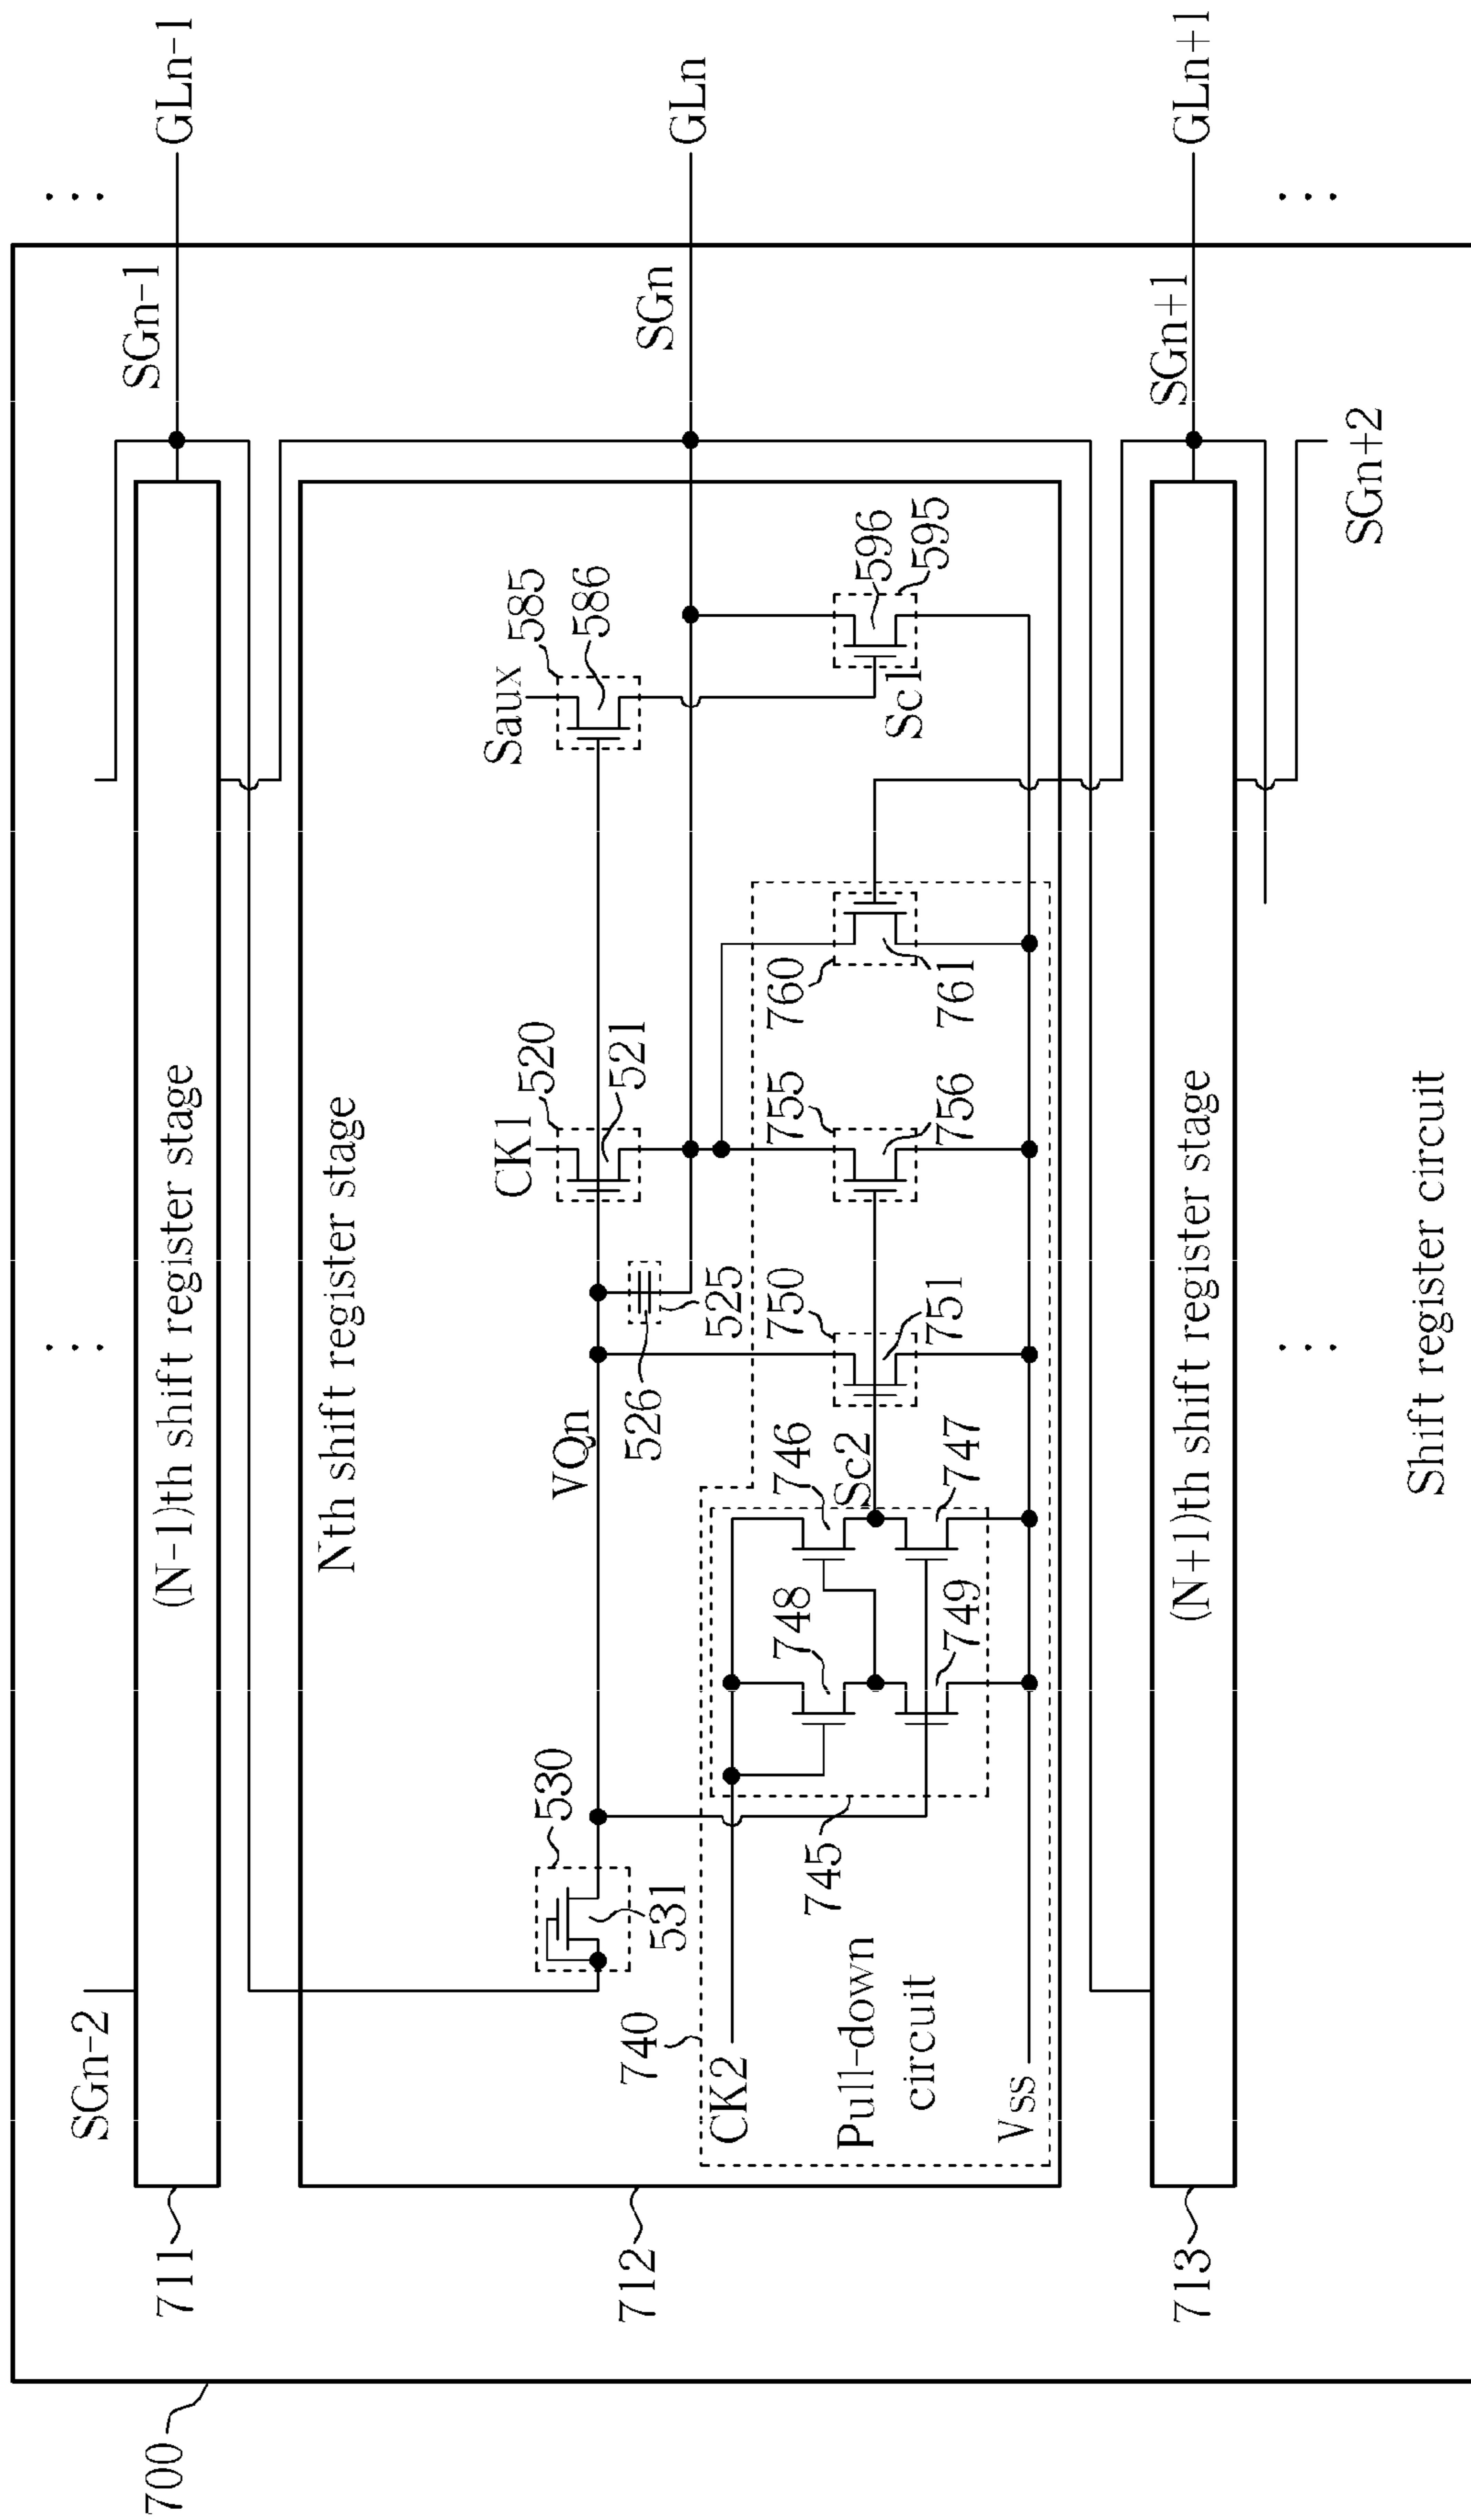 700
711
712
713
SGn-2
(N-1)th shift register stage
...
...
SGn-1
GLn-1
Nth shift register stage
530
531
VQn
526
525
CK1
520
521
Saux
585
586
SGn
GLn
740
CK2
Pull-down
circuit
Vss
745
748
749
746
Sc2
747
750
751
755
756
760
761
Sc1
596
595
(N+1)th shift register stage
SGn+1
GLn+1
SGn+2
...
...
Shift register circuit